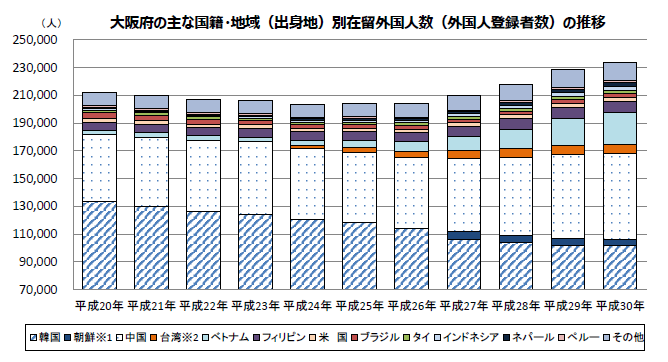 大阪府の主な国籍・地域（出身地）別在留外国人数（外国人登録者数）の推移
（人）
250,000
230,000
210,000
190,000
170,000
150,000
130,000
110,000
90,000
70,000
平成20年 平成21年 平成22年 平成23年 平成24年 平成25年 平成26年 平成27年 平成28年 平成29年 平成30年
韓国 朝鮮※1 中国 台湾※2 ベトナム フィリピン 米　国 ブラジル タイ インドネシア ネパール ペルー その他